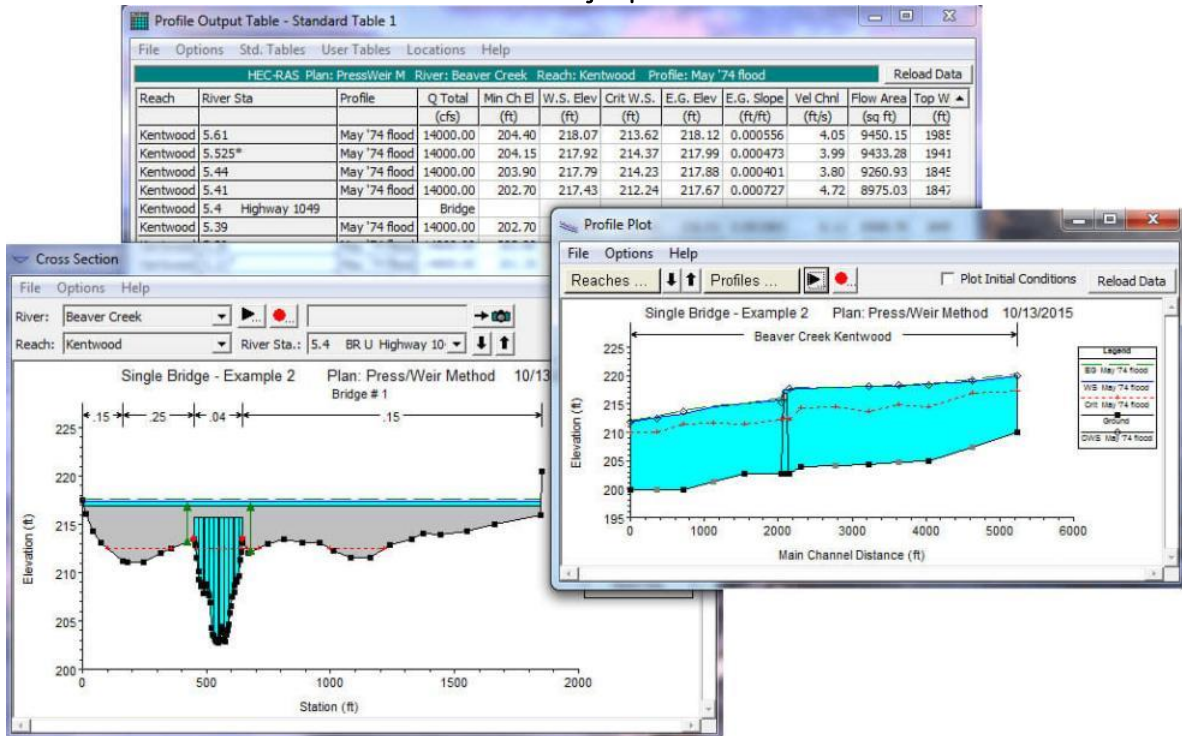 Profile Output Table - Standard Table 1
File Options Std. Tables User Tables Locations Help
HEC-RAS Plan: PressWeir M River: Beaver Creek Reach: Kentwood Profile: May '74 flood
Reload Data
Reach River Sta Profile Q Total Min Ch El W.S. Elev Crit W.S. E.G. Elev E.G. Slope Vel Chnl Flow Area Top W
(cfs) (ft) (ft) (ft) (ft) (ft/ft) (ft/s) (sq ft) (ft)
Kentwood 5.61 May '74 flood 14000.00 204.40 218.07 213.62 218.12 0.000556 4.05 9450.15 1985
Kentwood 5.525* May '74 flood 14000.00 204.15 217.92 214.37 217.99 0.000473 3.99 9433.28 1941
Kentwood 5.44 May '74 flood 14000.00 203.90 217.79 214.23 217.88 0.000401 3.80 9260.93 1845
Kentwood 5.41 May '74 flood 14000.00 202.70 217.43 212.24 217.67 0.000727 4.72 8975.03 1847
Kentwood 5.4 Highway 1049 Bridge
Kentwood 5.39 May '74 flood 14000.00 202.70
Profile Plot
File Options Help
Reaches ... Profiles ... Plot Initial Conditions Reload Data
Single Bridge - Example 2 Plan: Press/Weir Method 10/13/2015
Beaver Creek Kentwood
225
220
215
210
205
200
195
Elevation (ft)
0 1000 2000 3000 4000 5000 6000
Main Channel Distance (ft)
Legend
EG May '74 flood
WS May '74 flood
Crit May '74 flood
Ground
OWS May '74 flood
Cross Section
File Options Help
River: Beaver Creek
Reach: Kentwood River Sta.: 5.4 BR U Highway 10
Single Bridge - Example 2 Plan: Press/Weir Method 10/13
Bridge # 1
.15 .25 .04 .15
225
220
215
210
205
200
Elevation (ft)
0 500 1000 1500 2000
Station (ft)